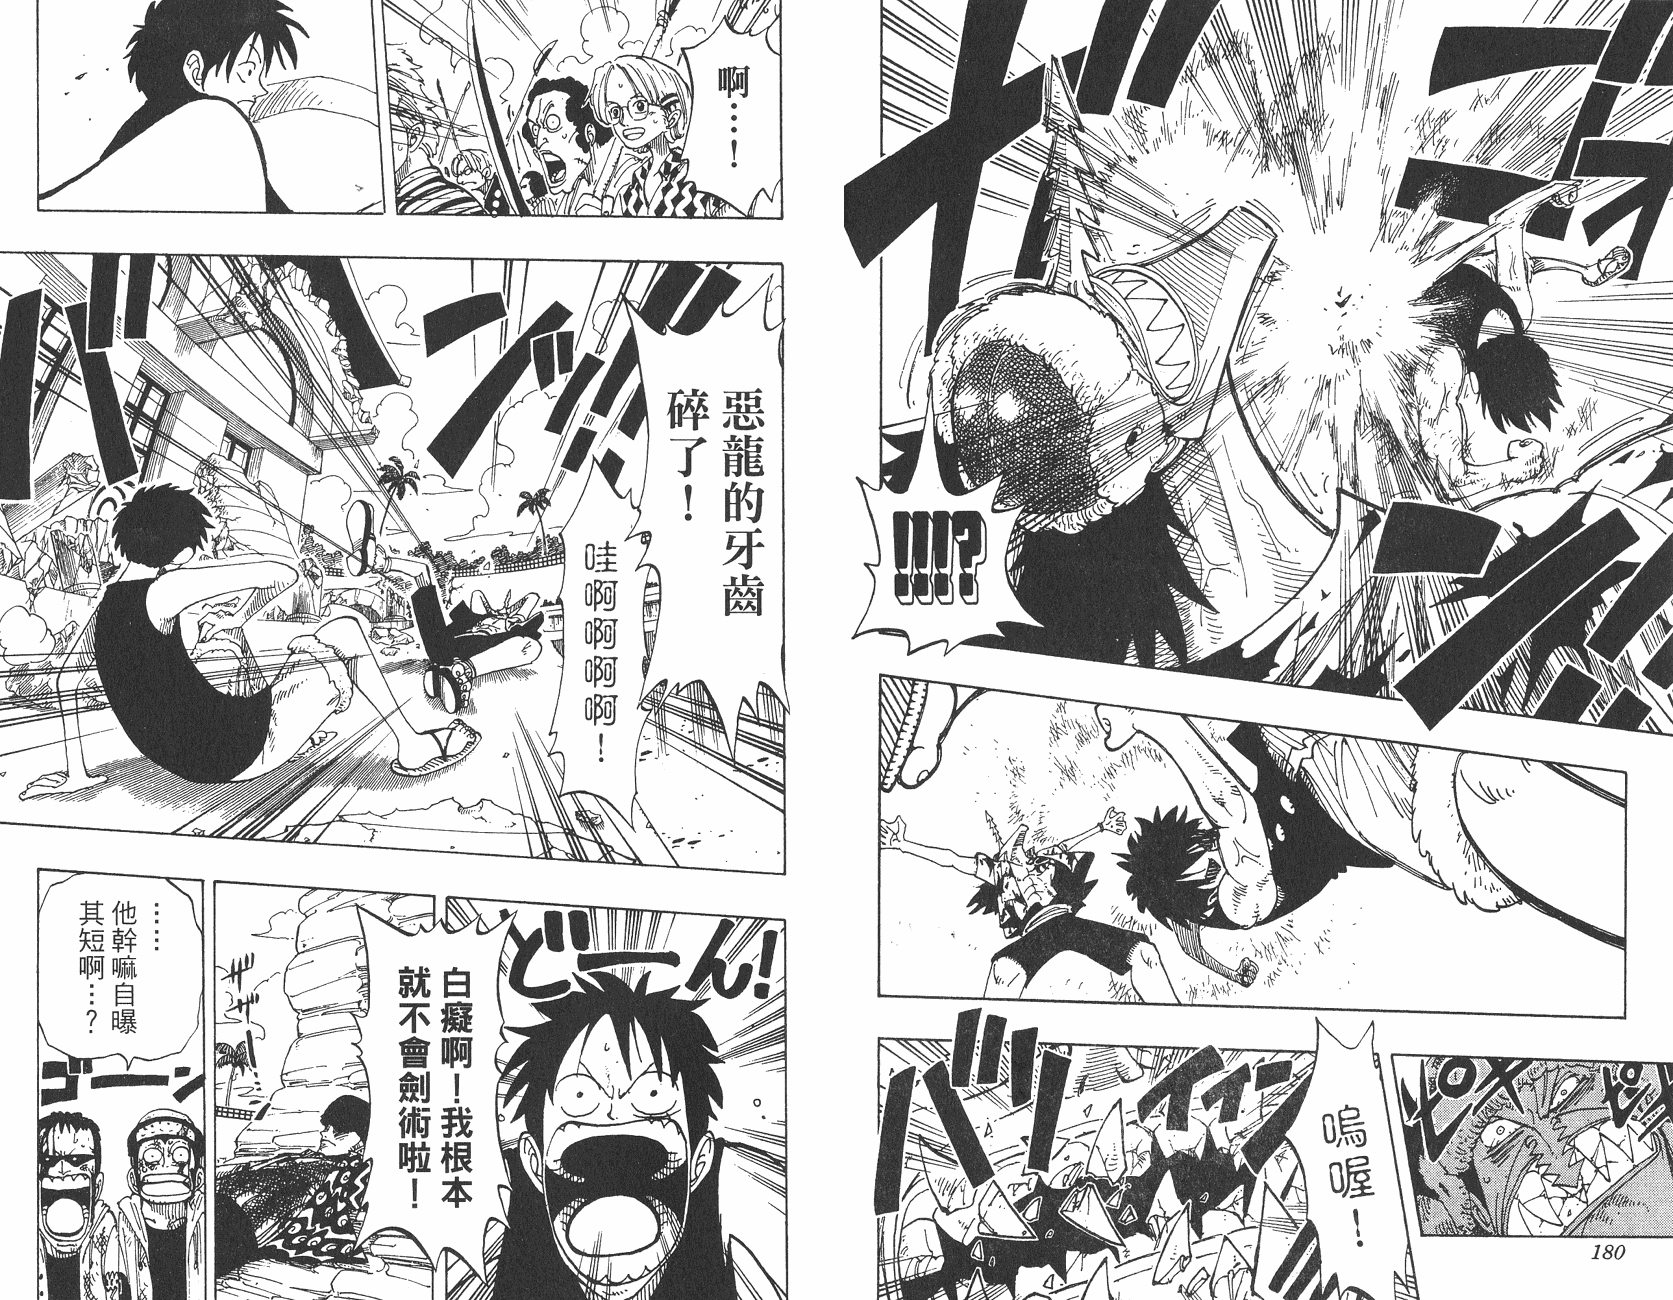 !!!!?
嗚喔!
180
啊……!
惡龍的牙齒
碎了!
哇啊啊啊啊!
どーん!
白癡啊!我根本
就不會劍術啦!
……
他幹嘛自曝
其短啊…?
ゴーン